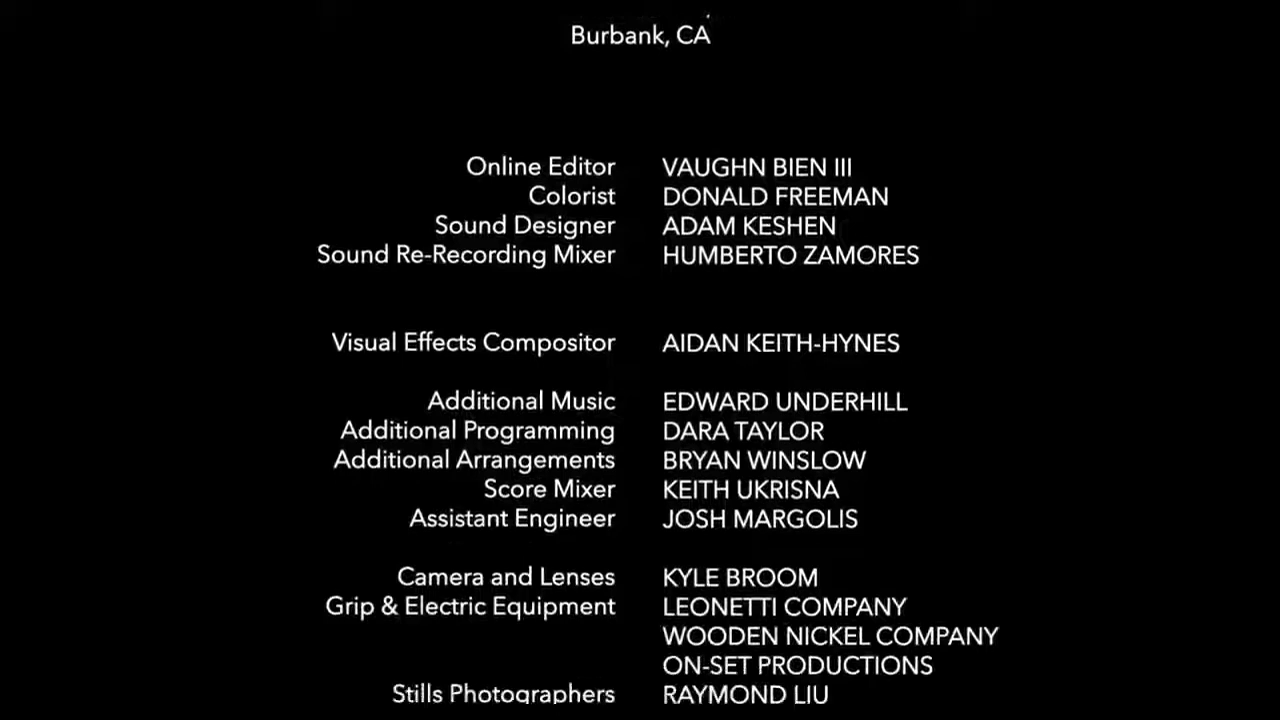 Burbank, CA
Online Editor VAUGHN BIEN III
Colorist DONALD FREEMAN
Sound Designer ADAM KESHEN
Sound Re-Recording Mixer HUMBERTO ZAMORES
Visual Effects Compositor AIDAN KEITH-HYNES
Additional Music EDWARD UNDERHILL
Additional Programming DARA TAYLOR
Additional Arrangements BRYAN WINSLOW
Score Mixer KEITH UKRISNA
Assistant Engineer JOSH MARGOLIS
Camera and Lenses KYLE BROOM
Grip & Electric Equipment LEONETTI COMPANY
WOODEN NICKEL COMPANY
ON-SET PRODUCTIONS
Stills Photographers RAYMOND LIU